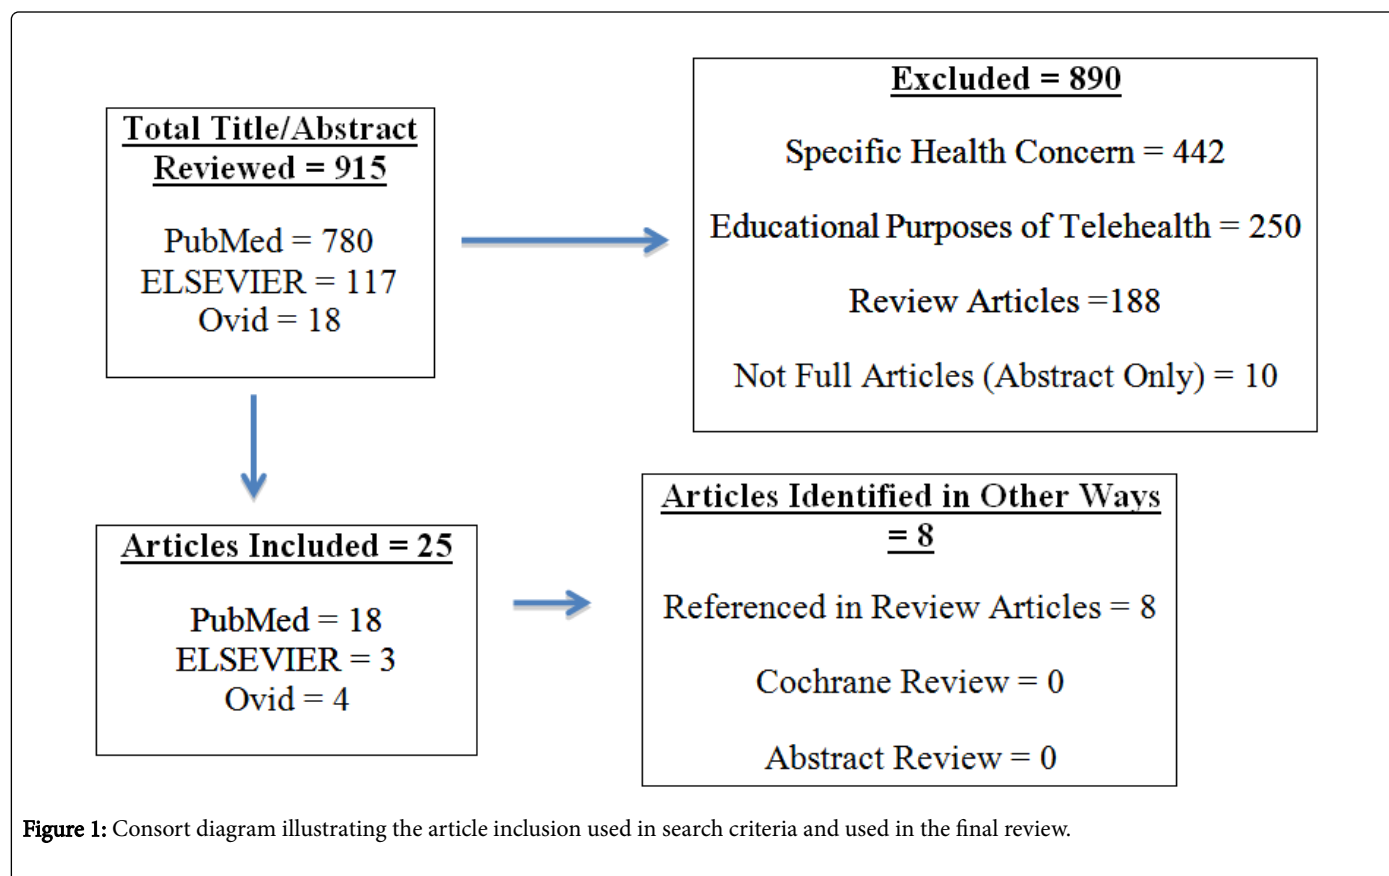 Total Title/Abstract
Reviewed = 915
PubMed = 780
ELSEVIER = 117
Ovid = 18
Excluded = 890
Specific Health Concern = 442
Educational Purposes of Telehealth = 250
Review Articles =188
Not Full Articles (Abstract Only) = 10
Articles Included = 25
PubMed = 18
ELSEVIER = 3
Ovid = 4
Articles Identified in Other Ways
= 8
Referenced in Review Articles = 8
Cochrane Review = 0
Abstract Review = 0
Figure 1: Consort diagram illustrating the article inclusion used in search criteria and used in the final review.